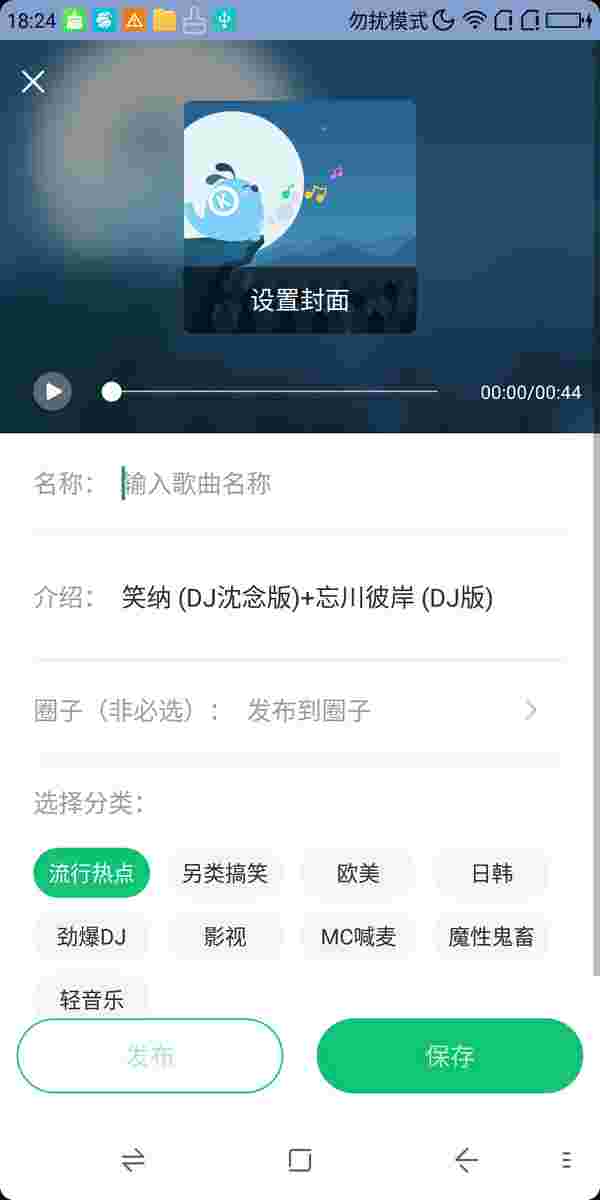 18:24 勿扰模式
K
设置封面
00:00/00:44
名称： 输入歌曲名称
介绍： 笑纳 (DJ沈念版)+忘川彼岸 (DJ版)
圈子（非必选）： 发布到圈子
选择分类：
流行热点 另类搞笑 欧美 日韩
劲爆DJ 影视 MC喊麦 魔性鬼畜
轻音乐
发布 保存